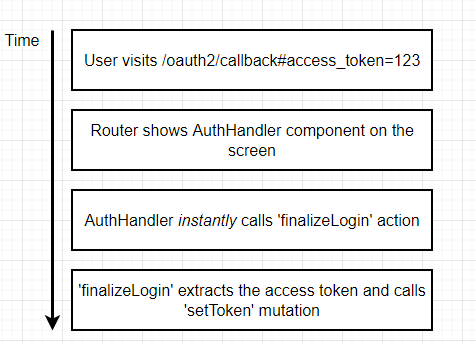 Time
User visits /oauth2/callback#access_token=123
Router shows AuthHandler component on the
screen
AuthHandler instantly calls 'finalizeLogin' action
'finalizeLogin' extracts the access token and calls
'setToken' mutation